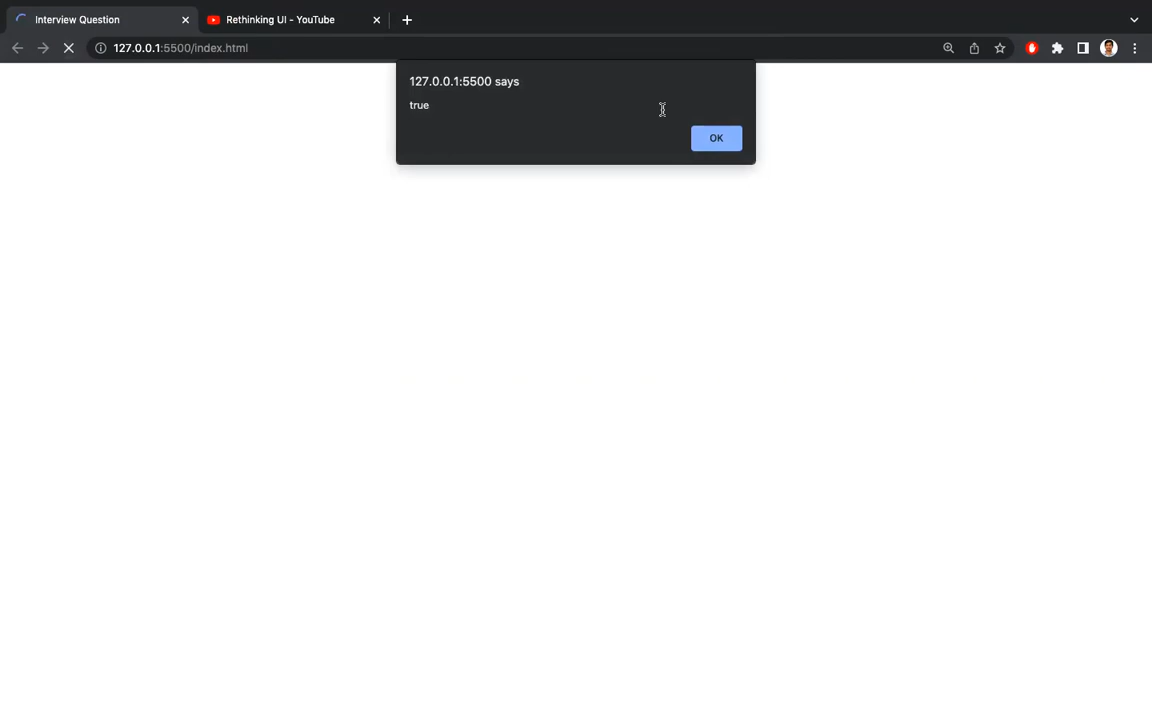 Interview Question
Rethinking UI - YouTube
127.0.0.1:5500/index.html
127.0.0.1:5500 says
true
OK